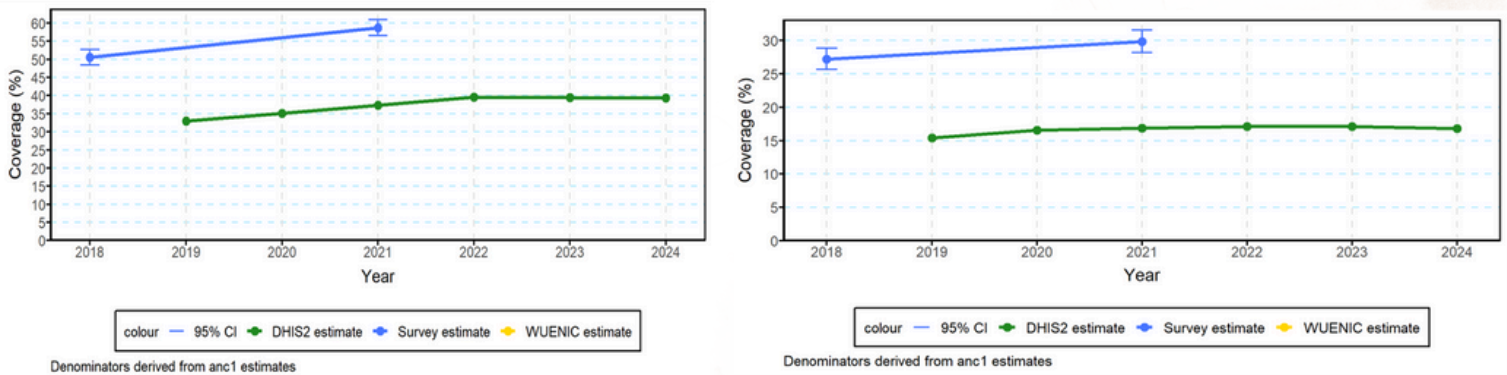 Coverage (%)
60
55
50
45
40
35
30
25
20
15
10
5
0
2018 2019 2020 2021 2022 2023 2024
Year
colour 95% CI DHIS2 estimate Survey estimate WUENIC estimate
Denominators derived from anc1 estimates
Coverage (%)
30
25
20
15
10
5
0
2018 2019 2020 2021 2022 2023 2024
Year
colour 95% CI DHIS2 estimate Survey estimate WUENIC estimate
Denominators derived from anc1 estimates